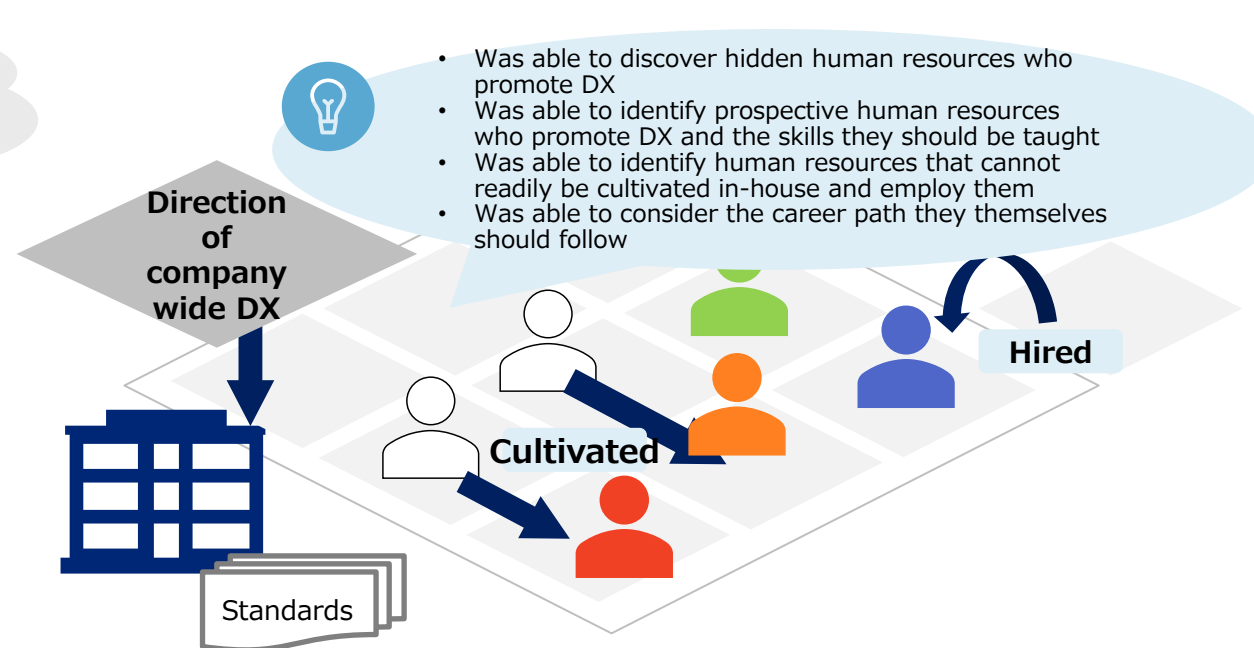 • Was able to discover hidden human resources who
promote DX
• Was able to identify prospective human resources
who promote DX and the skills they should be taught
• Was able to identify human resources that cannot
readily be cultivated in-house and employ them
• Was able to consider the career path they themselves
should follow
Direction
of
company
wide DX
Hired
Cultivated
Standards